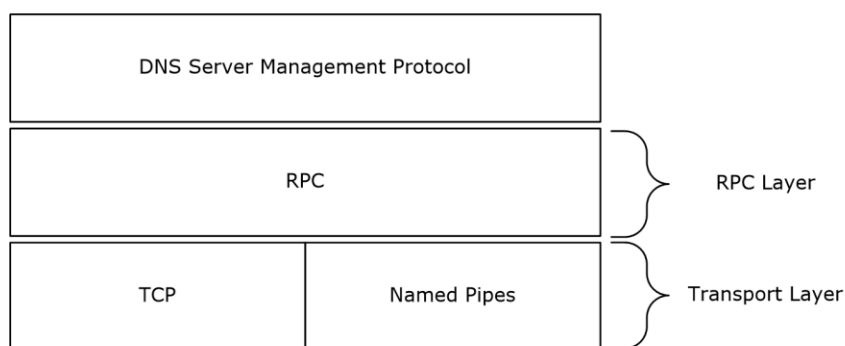 DNS Server Management Protocol
RPC
RPC Layer
TCP
Named Pipes
Transport Layer